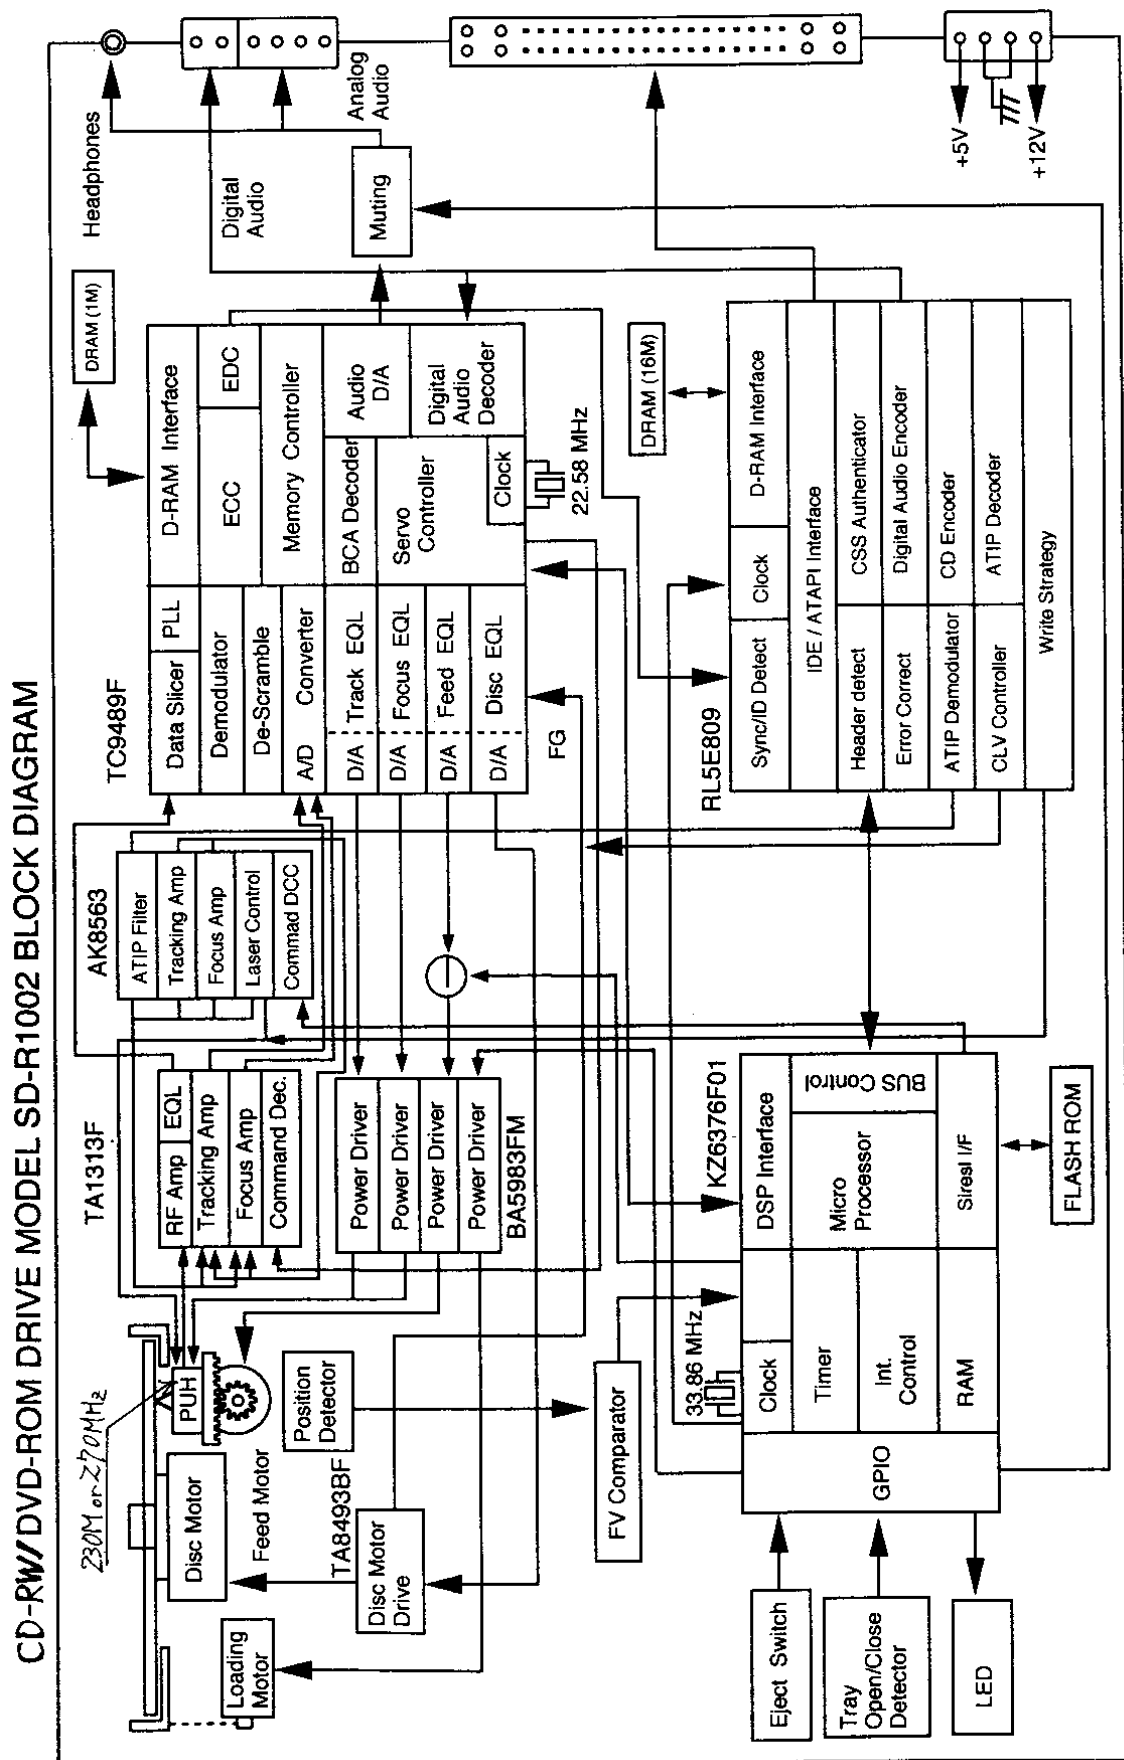 CD-RW/DVD-ROM DRIVE MODEL SD-R1002 BLOCK DIAGRAM
230M or 270MHz
PUH
Disc Motor
Feed Motor
Loading
Motor
Position
Detector
TA8493BF
Disc Motor
Drive
TA1313F
RF Amp
EQL
Tracking Amp
Focus Amp
Command Dec.
Power Driver
Power Driver
Power Driver
Power Driver
BA5983FM
AK8563
ATIP Filter
Tracking Amp
Focus Amp
Laser Control
Commad DCC
TC9489F
Data Slicer
PLL
D-RAM Interface
Demodulator
ECC
EDC
De-Scramble
Memory Controller
A/D Converter
D/A Track EQL
BCA Decoder
Audio
D/A
D/A Focus EQL
Servo
Controller
D/A Feed EQL
Digital
Audio
Decoder
D/A Disc EQL
Clock
22.58 MHz
FG
DRAM (1M)
Headphones
Digital
Audio
Analog
Audio
Muting
+5V
+12V
DRAM (16M)
RL5E809
Sync/ID Detect
Clock
D-RAM Interface
IDE / ATAPI Interface
Header detect
CSS Authenticator
Error Correct
Digital Audio Encoder
ATIP Demodulator
CD Encoder
CLV Controller
ATIP Decoder
Write Strategy
FV Comparator
33.86 MHz
KZ6376F01
GPIO
Clock
DSP Interface
Timer
Micro
Processor
BUS Control
Int.
Control
RAM
Siresl I/F
FLASH ROM
Eject Switch
Tray
Open/Close
Detector
LED